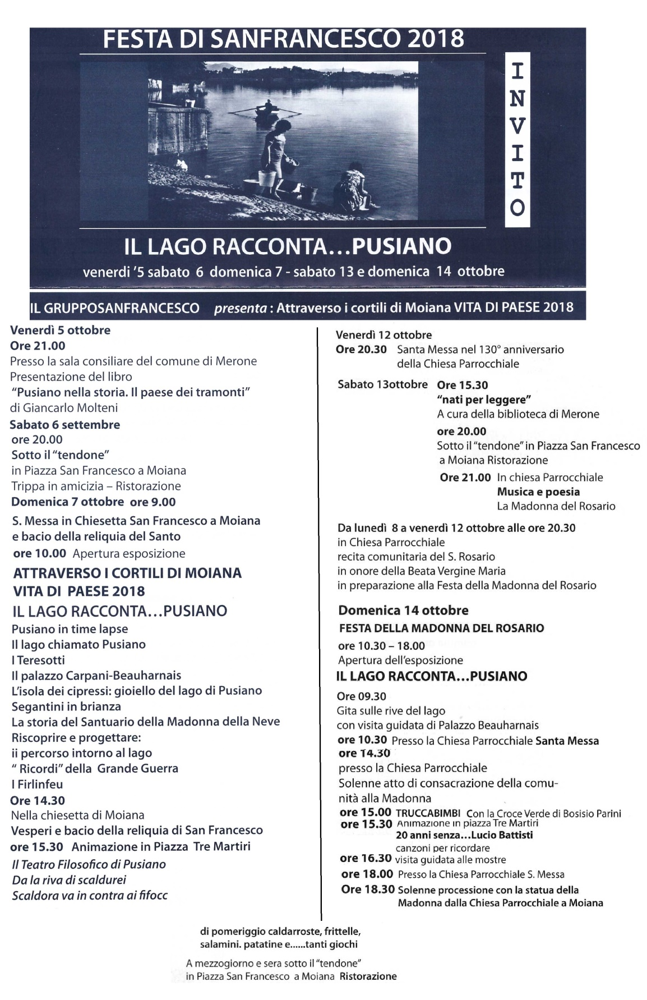 FESTA DI SANFRANCESCO 2018
INVITO
IL LAGO RACCONTA...PUSIANO
venerdi '5 sabato 6 domenica 7 - sabato 13 e domenica 14 ottobre
IL GRUPPOSANFRANCESCO presenta : Attraverso i cortili di Moiana VITA DI PAESE 2018
Venerdì 5 ottobre
Ore 21.00
Presso la sala consiliare del comune di Merone
Presentazione del libro
"Pusiano nella storia. Il paese dei tramonti"
di Giancarlo Molteni
Sabato 6 settembre
ore 20.00
Sotto il "tendone"
in Piazza San Francesco a Moiana
Trippa in amicizia – Ristorazione
Domenica 7 ottobre ore 9.00
S. Messa in Chiesetta San Francesco a Moiana
e bacio della reliquia del Santo
ore 10.00 Apertura esposizione
ATTRAVERSO I CORTILI DI MOIANA
VITA DI PAESE 2018
IL LAGO RACCONTA...PUSIANO
Pusiano in time lapse
Il lago chiamato Pusiano
I Teresotti
Il palazzo Carpani-Beauharnais
L'isola dei cipressi: gioiello del lago di Pusiano
Segantini in brianza
La storia del Santuario della Madonna della Neve
Riscoprire e progettare:
ii percorso intorno al lago
" Ricordi" della Grande Guerra
I Firlinfeu
Ore 14.30
Nella chiesetta di Moiana
Vesperi e bacio della reliquia di San Francesco
ore 15.30 Animazione in Piazza Tre Martiri
Il Teatro Filosofico di Pusiano
Da la riva di scaldurei
Scaldora va in contra ai fifocc
Venerdì 12 ottobre
Ore 20.30 Santa Messa nel 130° anniversario
della Chiesa Parrocchiale
Sabato 13ottobre Ore 15.30
"nati per leggere"
A cura della biblioteca di Merone
ore 20.00
Sotto il "tendone" in Piazza San Francesco
a Moiana Ristorazione
Ore 21.00 In chiesa Parrocchiale
Musica e poesia
La Madonna del Rosario
Da lunedì 8 a venerdì 12 ottobre alle ore 20.30
in Chiesa Parrocchiale
recita comunitaria del S. Rosario
in onore della Beata Vergine Maria
in preparazione alla Festa della Madonna del Rosario
Domenica 14 ottobre
FESTA DELLA MADONNA DEL ROSARIO
ore 10.30 – 18.00
Apertura dell'esposizione
IL LAGO RACCONTA...PUSIANO
Ore 09.30
Gita sulle rive del lago
con visita guidata di Palazzo Beauharnais
ore 10.30 Presso la Chiesa Parrocchiale Santa Messa
ore 14.30
presso la Chiesa Parrocchiale
Solenne atto di consacrazione della comu-
nità alla Madonna
ore 15.00 TRUCCABIMBI Con la Croce Verde di Bosisio Parini
ore 15.30 Animazione in piazza Tre Martiri
20 anni senza...Lucio Battisti
canzoni per ricordare
ore 16.30 visita guidata alle mostre
ore 18.00 Presso la Chiesa Parrocchiale S. Messa
Ore 18.30 Solenne processione con la statua della
Madonna dalla Chiesa Parrocchiale a Moiana
di pomeriggio caldarroste, frittelle,
salamini. patatine e......tanti giochi
A mezzogiorno e sera sotto il "tendone"
in Piazza San Francesco a Moiana Ristorazione